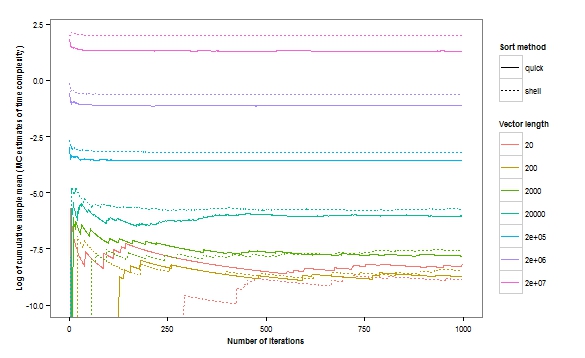 Log of cumulative sample mean (MC estimates of time complexity)
2.5
0.0
-2.5
-5.0
-7.5
-10.0
0
250
500
750
1000
Number of iterations
Sort method
quick
shell
Vector length
20
200
2000
20000
2e+05
2e+06
2e+07